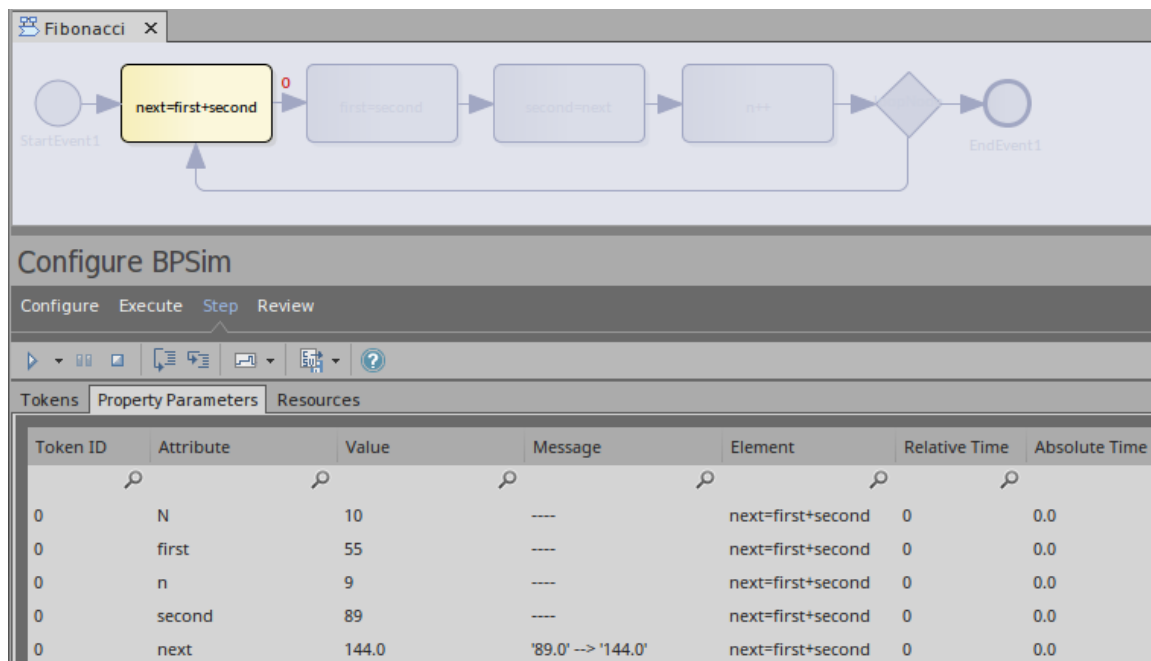 Fibonacci X
0
next=first+second
first=second
second=next
n++
StartEvent1
EndEvent1
Configure BPSim
Configure Execute Step Review
Tokens Property Parameters Resources
Token ID Attribute Value Message Element Relative Time Absolute Time
0 N 10 ---- next=first+second 0 0.0
0 first 55 ---- next=first+second 0 0.0
0 n 9 ---- next=first+second 0 0.0
0 second 89 ---- next=first+second 0 0.0
0 next 144.0 '89.0' --> '144.0' next=first+second 0 0.0